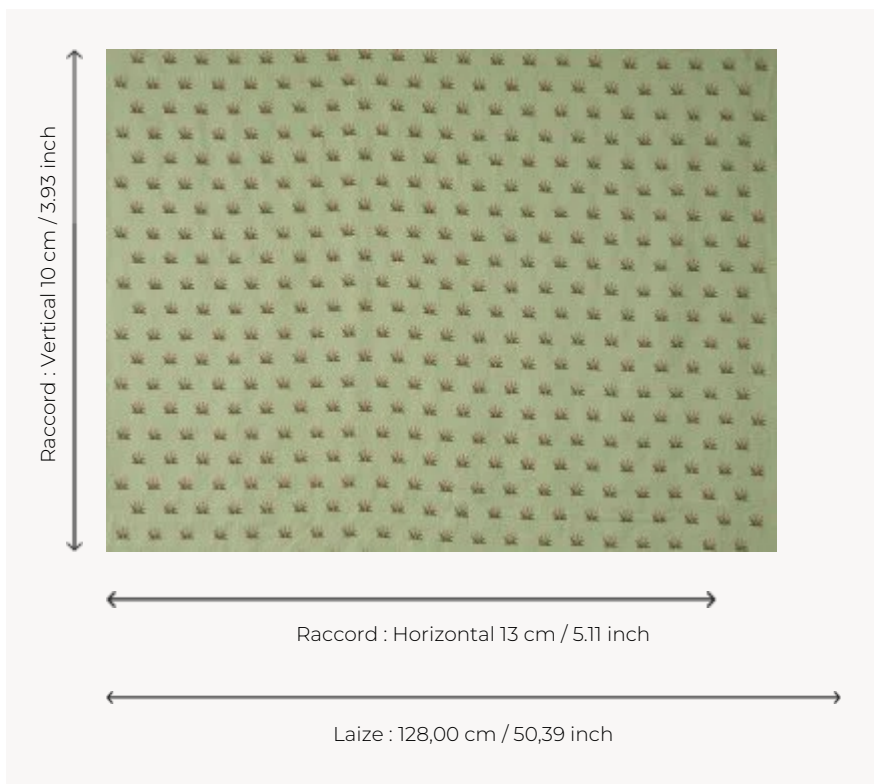 Raccord : Vertical 10 cm / 3.93 inch
Raccord : Horizontal 13 cm / 5.11 inch
Laize : 128,00 cm / 50,39 inch